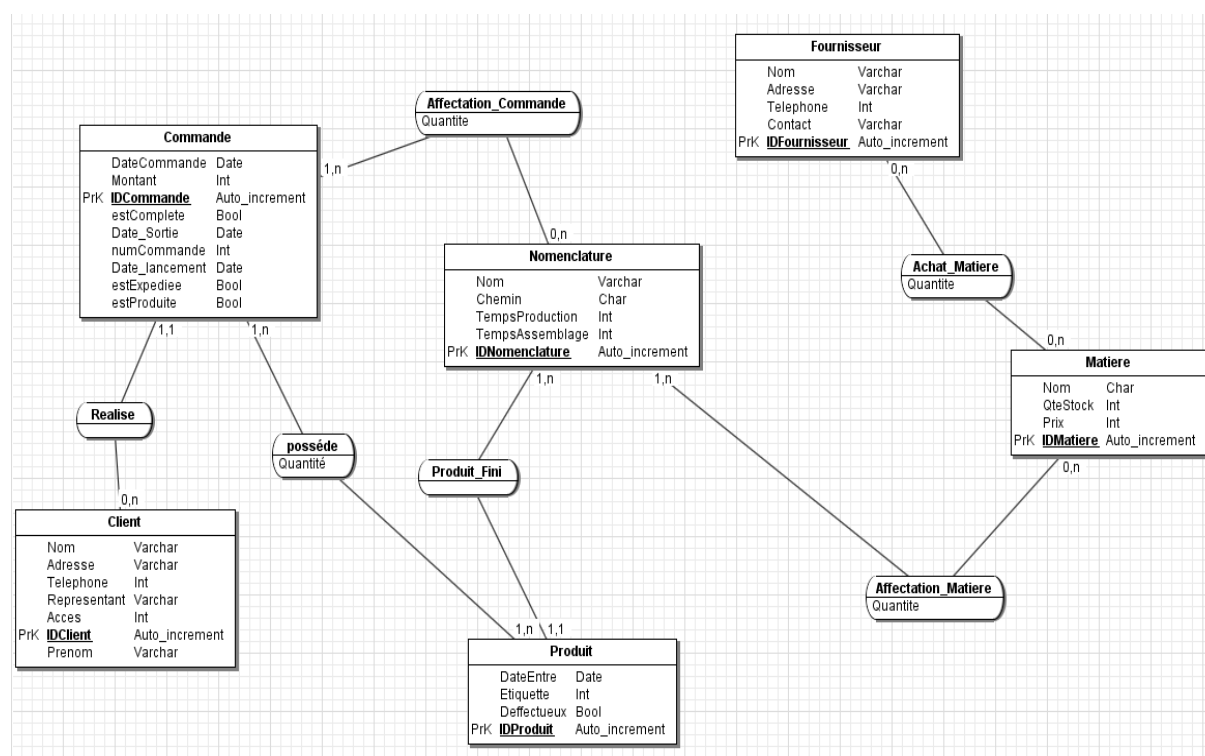 Fournisseur
Nom Varchar
Adresse Varchar
Telephone Int
Contact Varchar
PrK IDFournisseur Auto_increment
Affectation_Commande
Quantite
Commande
DateCommande Date
Montant Int
PrK IDCommande Auto_increment
estComplete Bool
Date_Sortie Date
numCommande Int
Date_lancement Date
estExpediee Bool
estProduite Bool
1,n
0,n
0,n
Nomenclature
Nom Varchar
Chemin Char
TempsProduction Int
TempsAssemblage Int
PrK IDNomenclature Auto_increment
Achat_Matiere
Quantite
0,n
Matiere
Nom Char
QteStock Int
Prix Int
PrK IDMatiere Auto_increment
1,1
1,n
1,n
1,n
0,n
Realise
posséde
Quantité
Produit_Fini
0,n
Client
Nom Varchar
Adresse Varchar
Telephone Int
Representant Varchar
Acces Int
PrK IDClient Auto_increment
Prenom Varchar
Affectation_Matiere
Quantite
1,n
1,1
Produit
DateEntre Date
Etiquette Int
Deffectueux Bool
PrK IDProduit Auto_increment